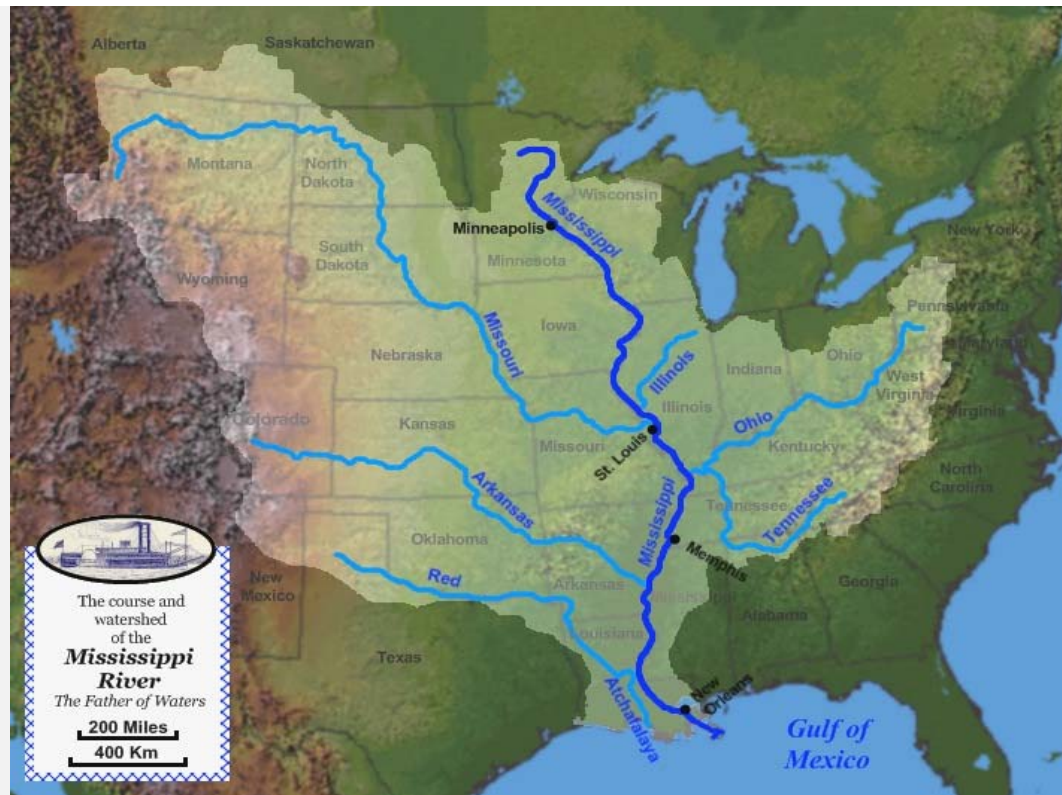 Alberta
Saskatchewan
Montana
North
Dakota
Wisconsin
Mississippi
Minneapolis
Minnesota
South
Dakota
Wyoming
New York
Pennsylvania
Maryland
Iowa
Missouri
Nebraska
Illinois
Indiana
Ohio
West
Virginia
Virginia
Illinois
Ohio
Colorado
Kansas
Missouri
St. Louis
Kentucky
North
Carolina
Arkansas
Mississippi
Tennessee
Tennessee
Oklahoma
Memphis
Red
Arkansas
Mississippi
Alabama
Georgia
New
Mexico
Texas
Louisiana
Atchafalaya
New
Orleans
Gulf of
Mexico
The course and
watershed
of the
Mississippi
River
The Father of Waters
200 Miles
400 Km